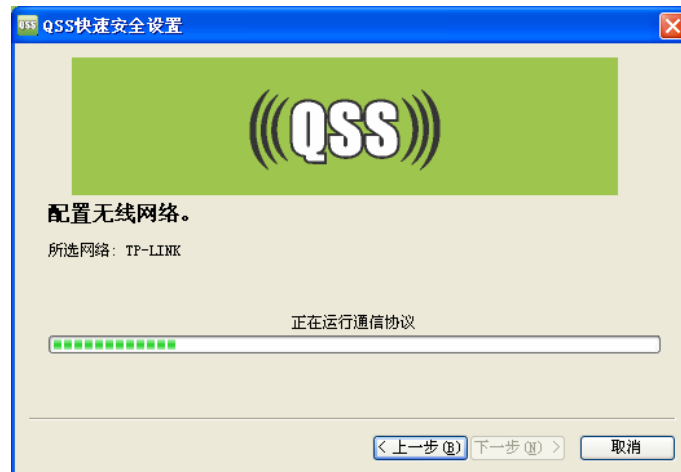 QSS QSS快速安全设置
(((QSS)))
配置无线网络。
所选网络: TP-LINK
正在运行通信协议
< 上一步(B) 下一步(N) > 取消